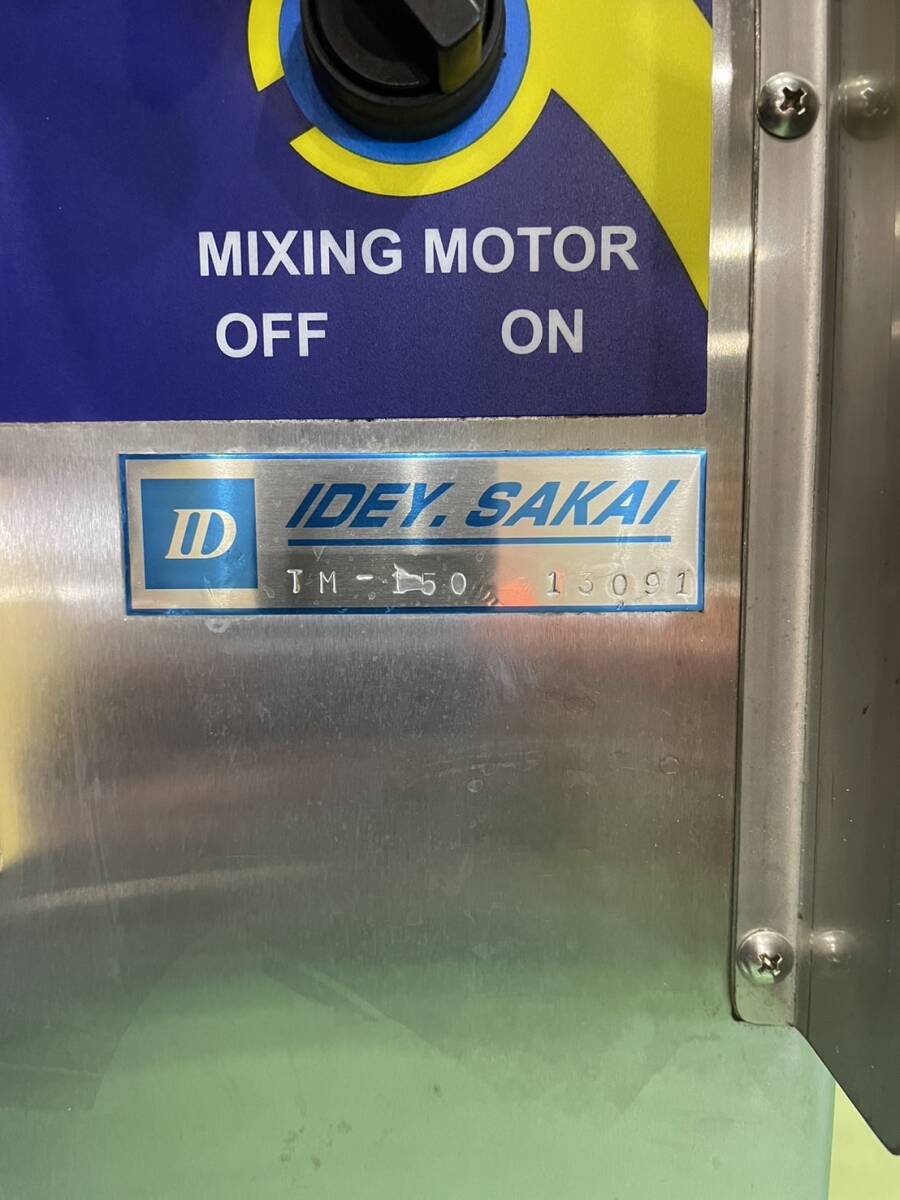 MIXING MOTOR
OFF ON
ID IDEY. SAKAI
TM-150 13091